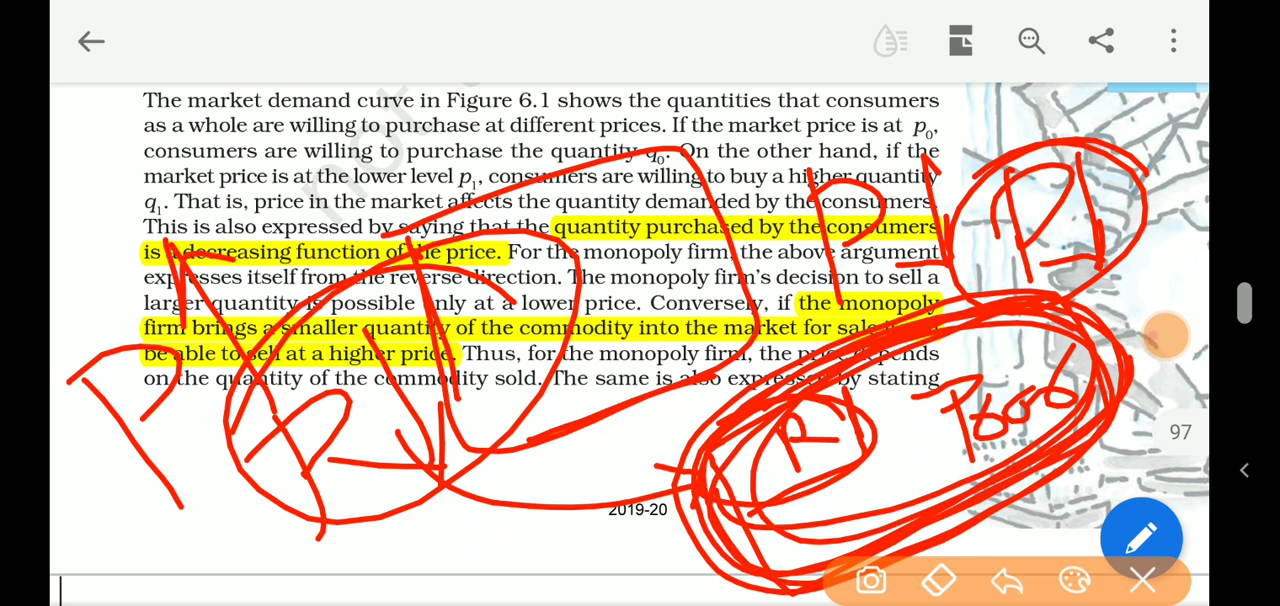 The market demand curve in Figure 6.1 shows the quantities that consumers
as a whole are willing to purchase at different prices. If the market price is at p₀,
consumers are willing to purchase the quantity q₀. On the other hand, if the
market price is at the lower level p₁, consumers are willing to buy a higher quantity
q₁. That is, price in the market affects the quantity demanded by the consumers.
This is also expressed by saying that the quantity purchased by the consumers
is a decreasing function of the price. For the monopoly firm, the above argument
expresses itself from the reverse direction. The monopoly firm's decision to sell a
larger quantity is possible only at a lower price. Conversely, if the monopoly
firm brings a smaller quantity of the commodity into the market for sale
be able to sell at a higher price. Thus, for the monopoly firm, the price depends
on the quantity of the commodity sold. The same is also expressed by stating
97
2019-20